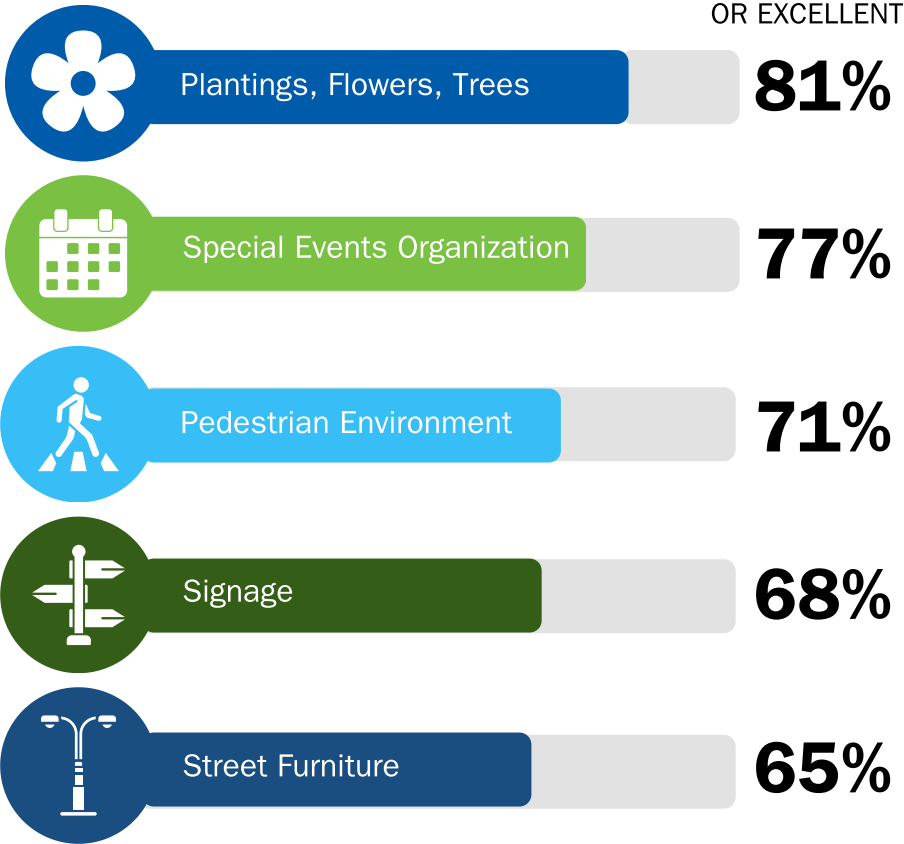 OR EXCELLENT
Plantings, Flowers, Trees
81%
Special Events Organization
77%
Pedestrian Environment
71%
Signage
68%
Street Furniture
65%